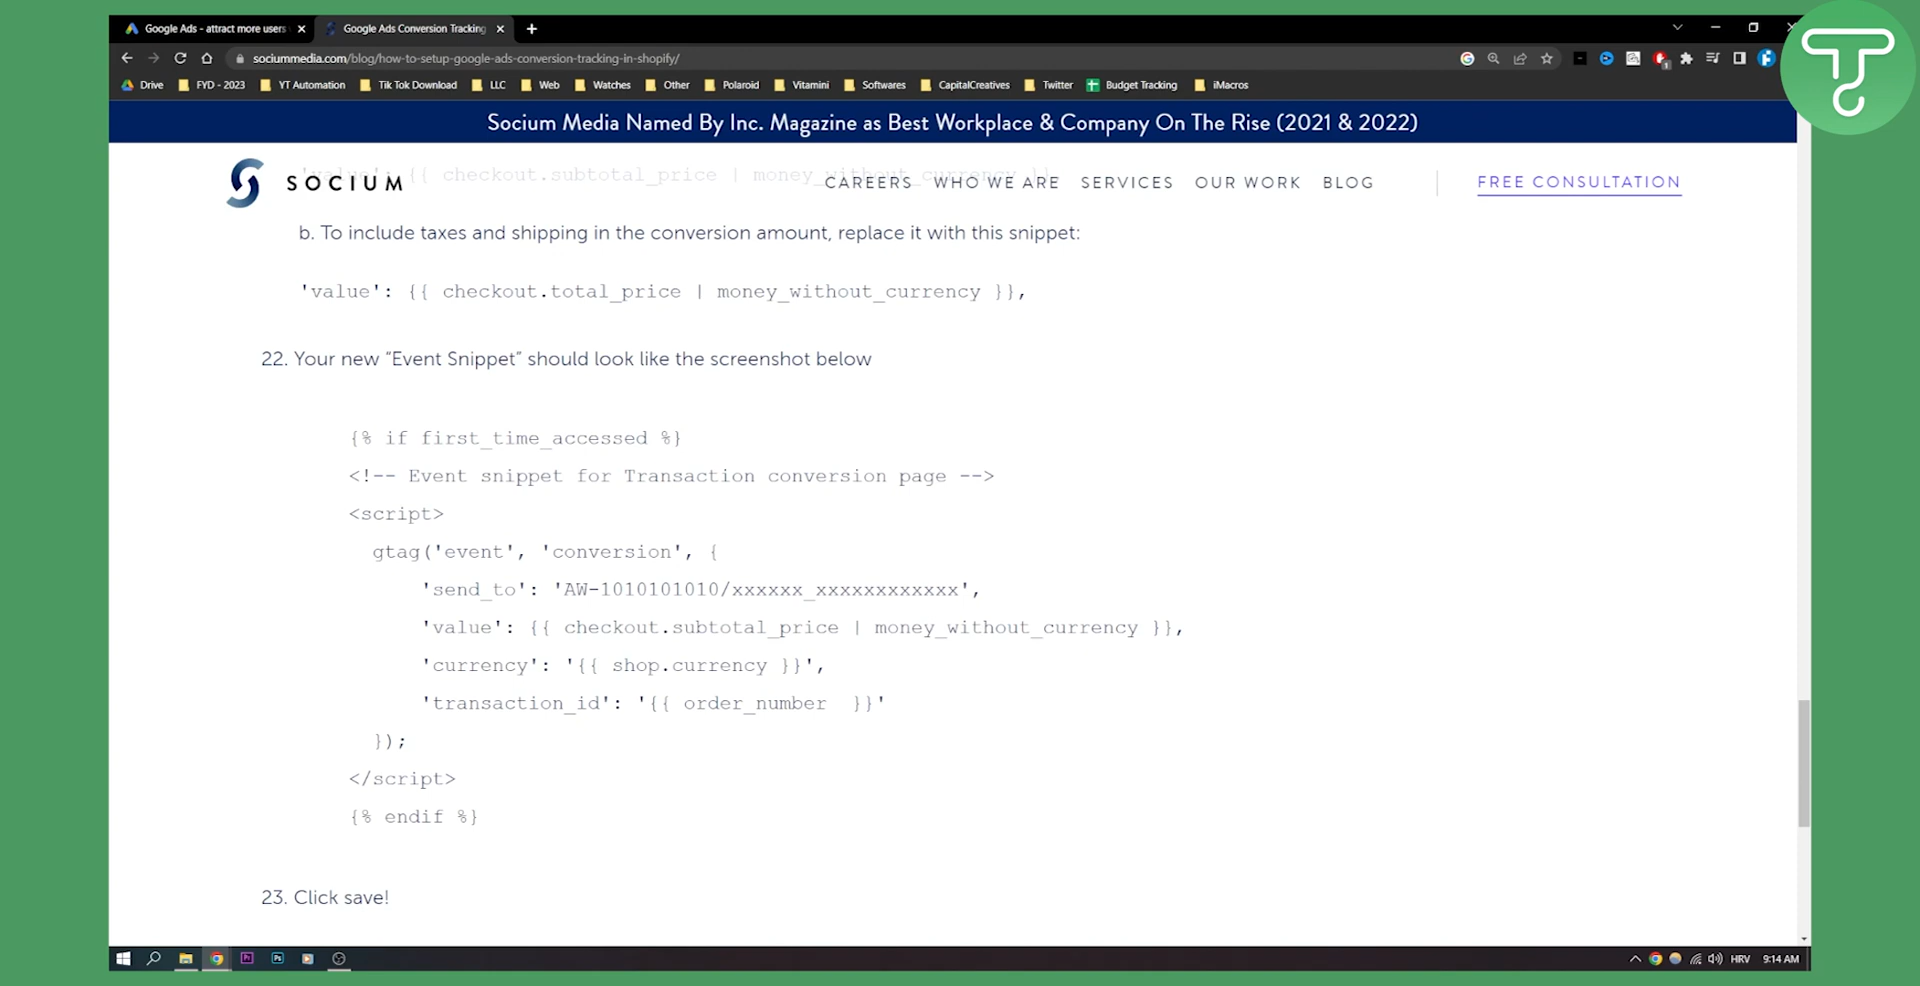 Google Ads - attract more users
Google Ads Conversion Tracking
sociummedia.com/blog/how-to-setup-google-ads-conversion-tracking-in-shopify/
Drive FYD - 2023 YT Automation Tik Tok Download LLC Web Watches Other Polaroid Vitamini Softwares CapitalCreatives Twitter Budget Tracking iMacros
Socium Media Named By Inc. Magazine as Best Workplace & Company On The Rise (2021 & 2022)
'value': {{ checkout.subtotal_price | money_without_currency }},
SOCIUM CAREERS WHO WE ARE SERVICES OUR WORK BLOG FREE CONSULTATION
b. To include taxes and shipping in the conversion amount, replace it with this snippet:
'value': {{ checkout.total_price | money_without_currency }},
22. Your new “Event Snippet” should look like the screenshot below
{% if first_time_accessed %}
<!-- Event snippet for Transaction conversion page -->
<script>
gtag('event', 'conversion', {
'send_to': 'AW-1010101010/xxxxxx_xxxxxxxxxxxx',
'value': {{ checkout.subtotal_price | money_without_currency }},
'currency': '{{ shop.currency }}',
'transaction_id': '{{ order_number }}'
});
</script>
{% endif %}
23. Click save!
HRV 9:14 AM